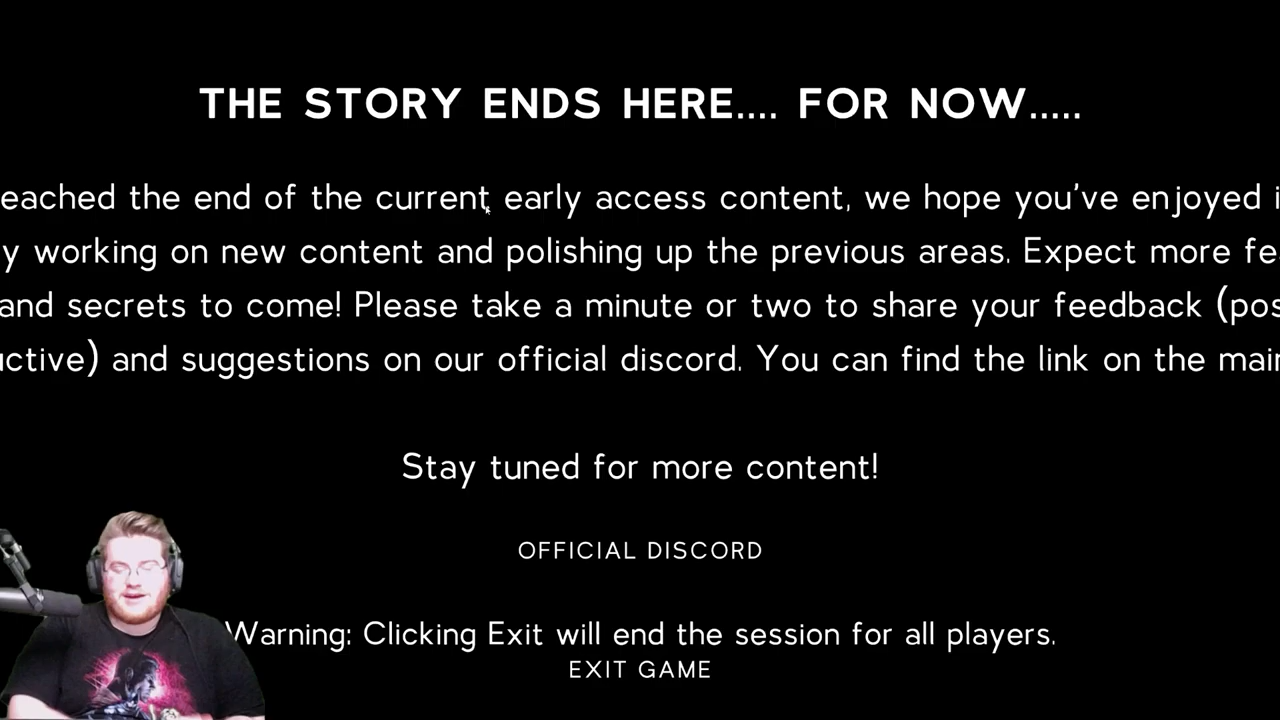 THE STORY ENDS HERE.... FOR NOW.....
eached the end of the current early access content, we hope you've enjoyed i
y working on new content and polishing up the previous areas. Expect more fe
and secrets to come! Please take a minute or two to share your feedback (pos
uctive) and suggestions on our official discord. You can find the link on the main
Stay tuned for more content!
OFFICIAL DISCORD
Warning: Clicking Exit will end the session for all players.
EXIT GAME